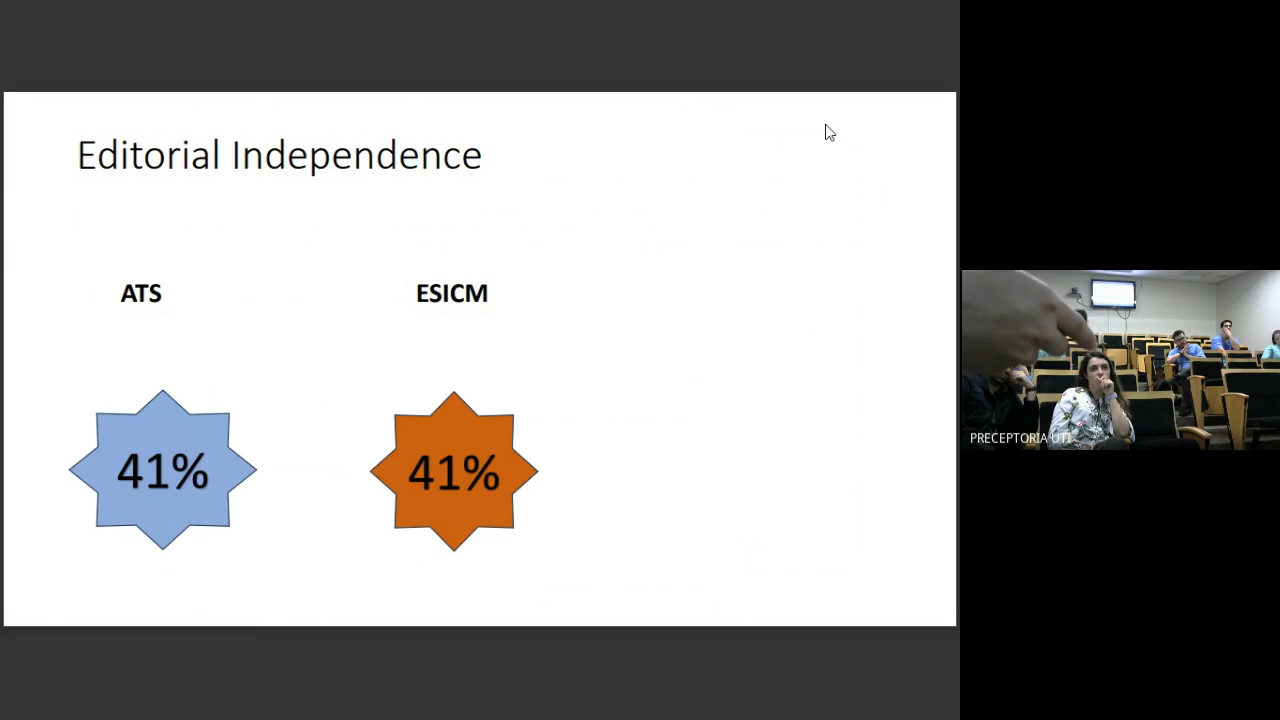 Editorial Independence
ATS
ESICM
41%
41%
PRECEPTORIA UTI